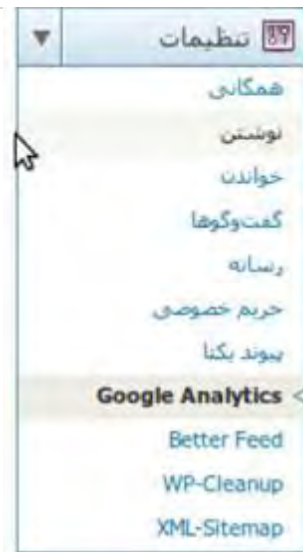 تنظیمات
همگانی
نوشتن
خواندن
گفت‌وگوها
رسانه
حریم خصوصی
پیوند یکتا
Google Analytics
Better Feed
WP-Cleanup
XML-Sitemap